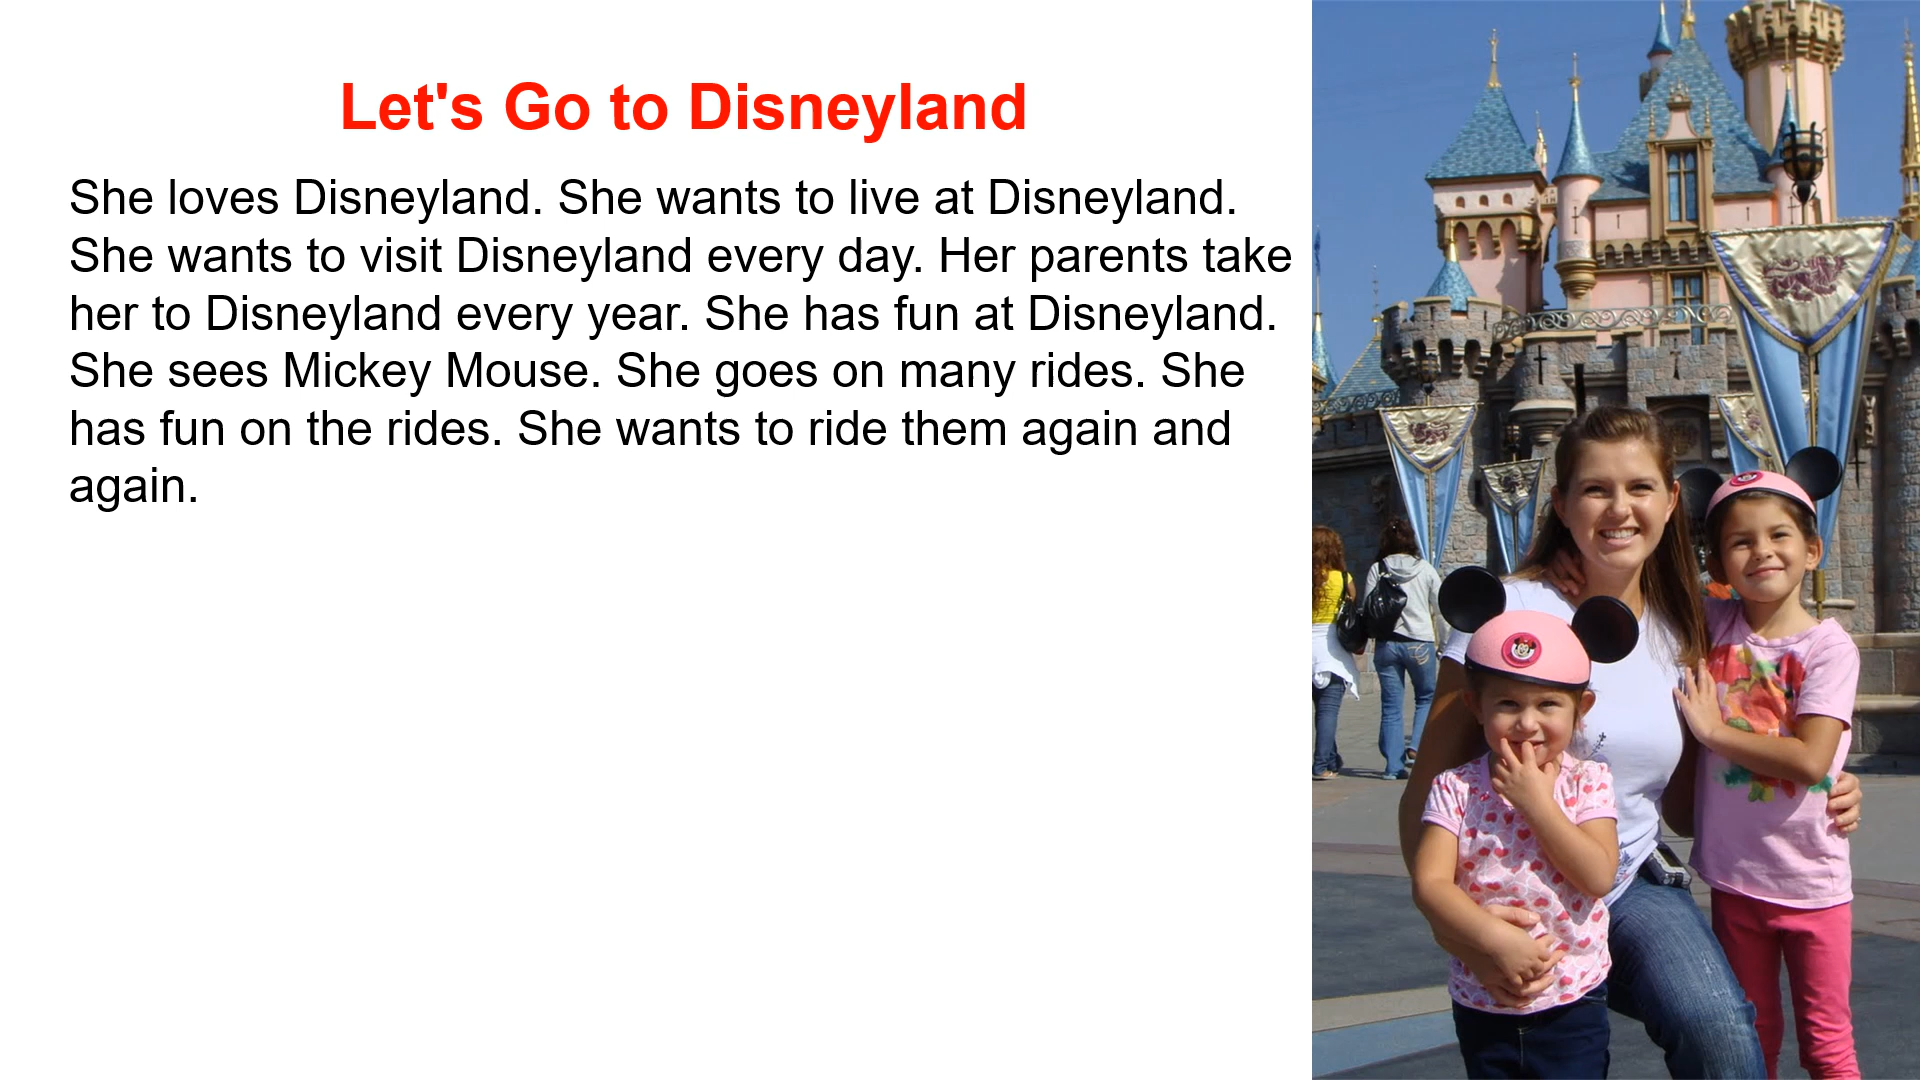 Let's Go to Disneyland
She loves Disneyland. She wants to live at Disneyland.
She wants to visit Disneyland every day. Her parents take
her to Disneyland every year. She has fun at Disneyland.
She sees Mickey Mouse. She goes on many rides. She
has fun on the rides. She wants to ride them again and
again.